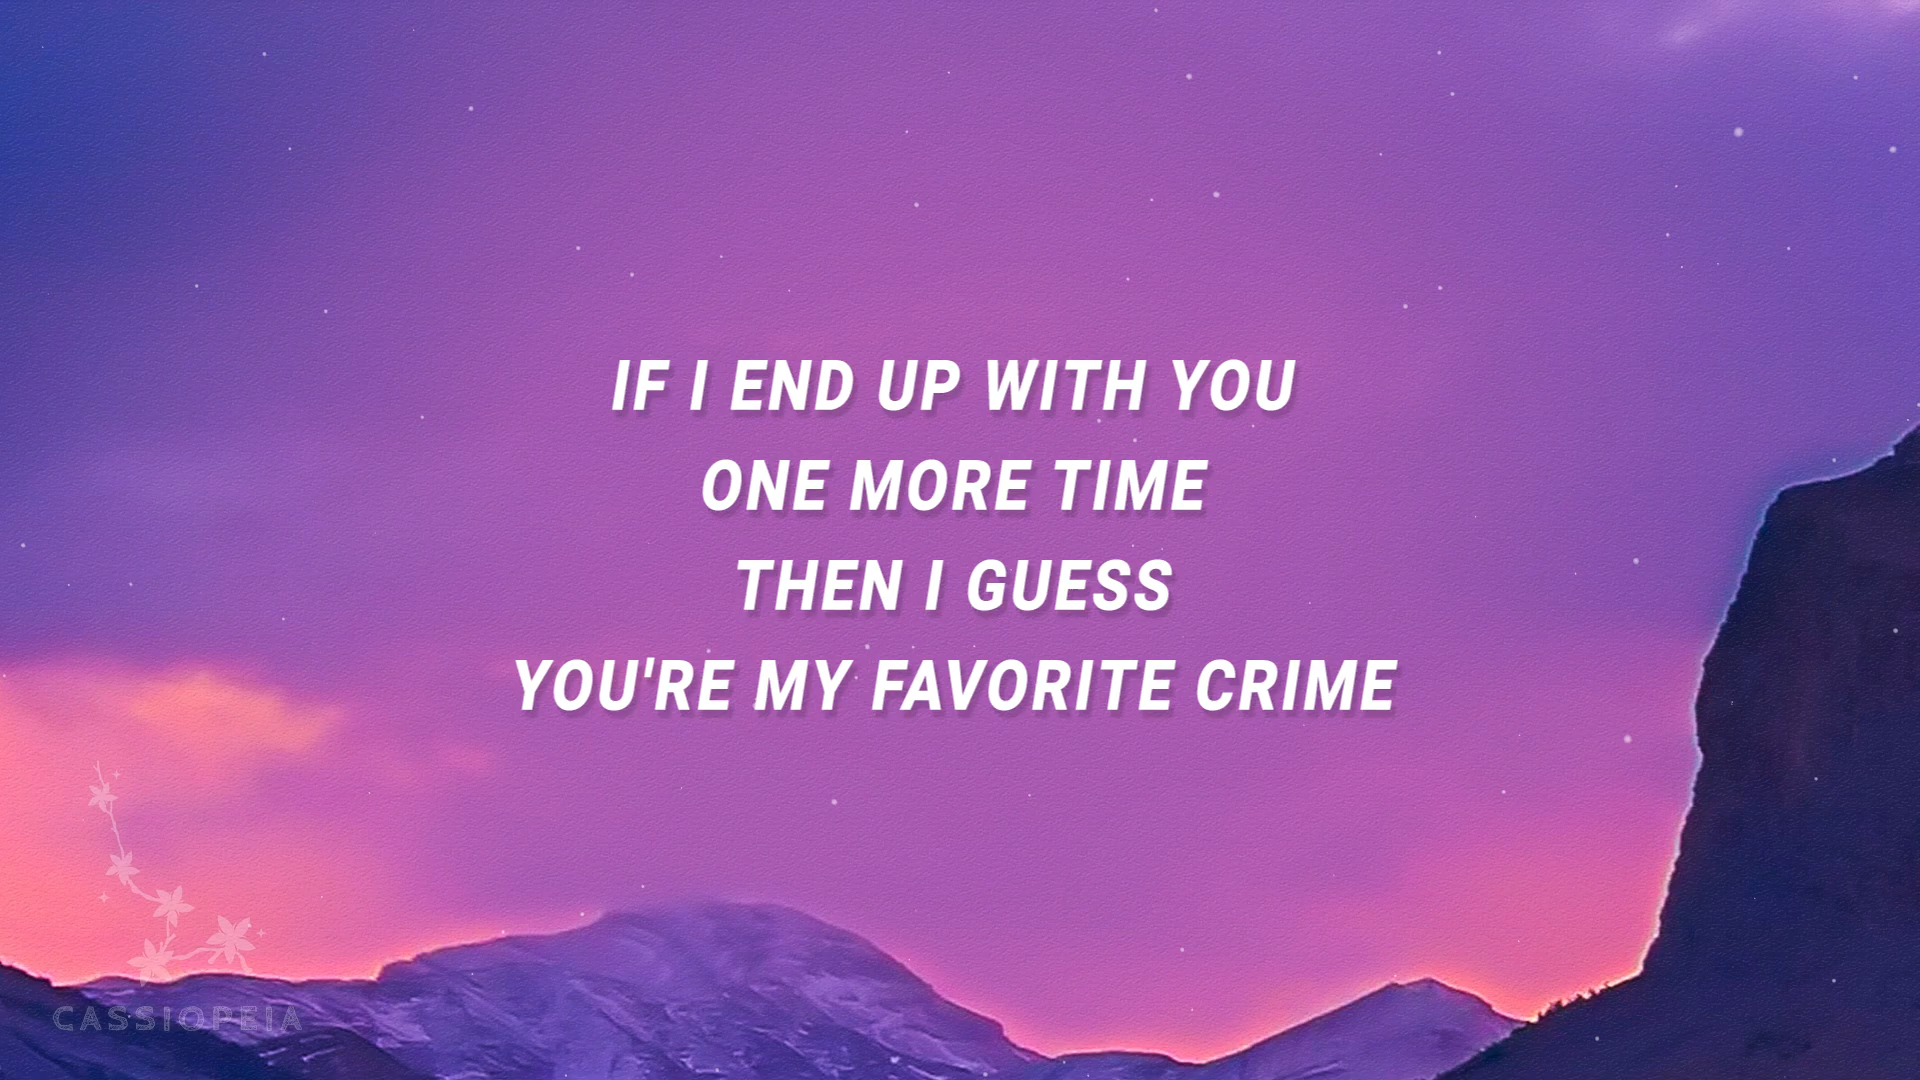 IF I END UP WITH YOU
ONE MORE TIME
THEN I GUESS
YOU'RE MY FAVORITE CRIME
CASSIOPEIA